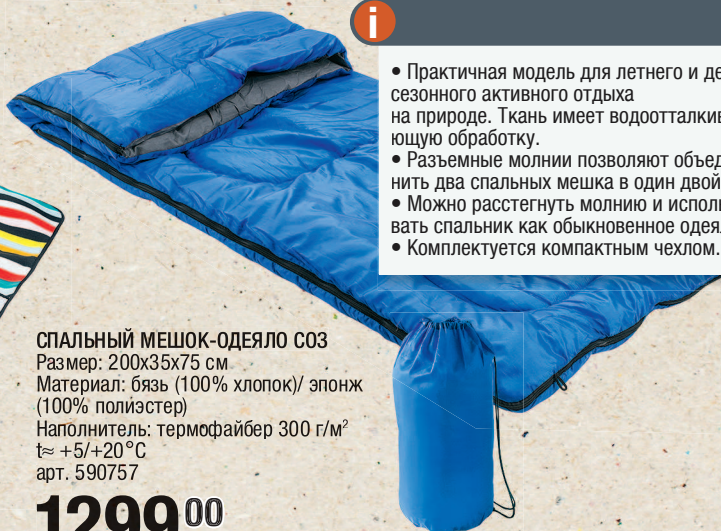 i
• Практичная модель для летнего и де
сезонного активного отдыха
на природе. Ткань имеет водоотталкив
ющую обработку.
• Разъемные молнии позволяют объед
нить два спальных мешка в один двой
• Можно расстегнуть молнию и исполь
вать спальник как обыкновенное одея
• Комплектуется компактным чехлом.
СПАЛЬНЫЙ МЕШОК-ОДЕЯЛО СОЗ
Размер: 200x35x75 см
Материал: бязь (100% хлопок)/ эпонж
(100% полиэстер)
Наполнитель: термофайбер 300 г/м²
t≈ +5/+20°C
арт. 590757
1299 00